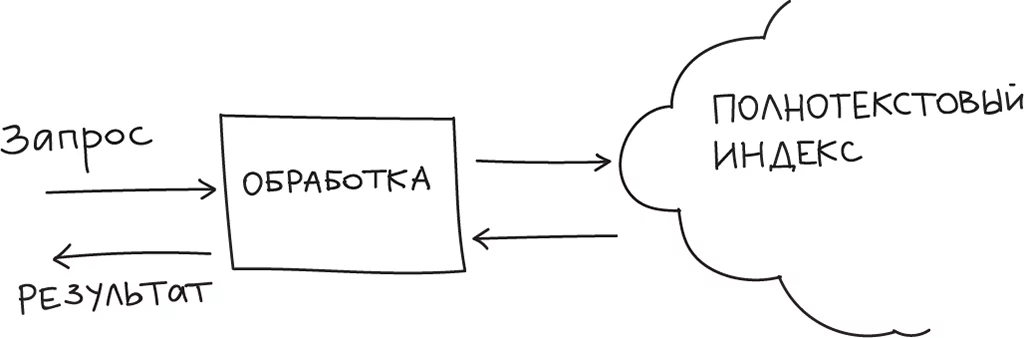 Запрос
ОБРАБОТКА
РЕЗУЛЬТат
ПОЛНОТЕКСТОВЫЙ
ИНДЕКС